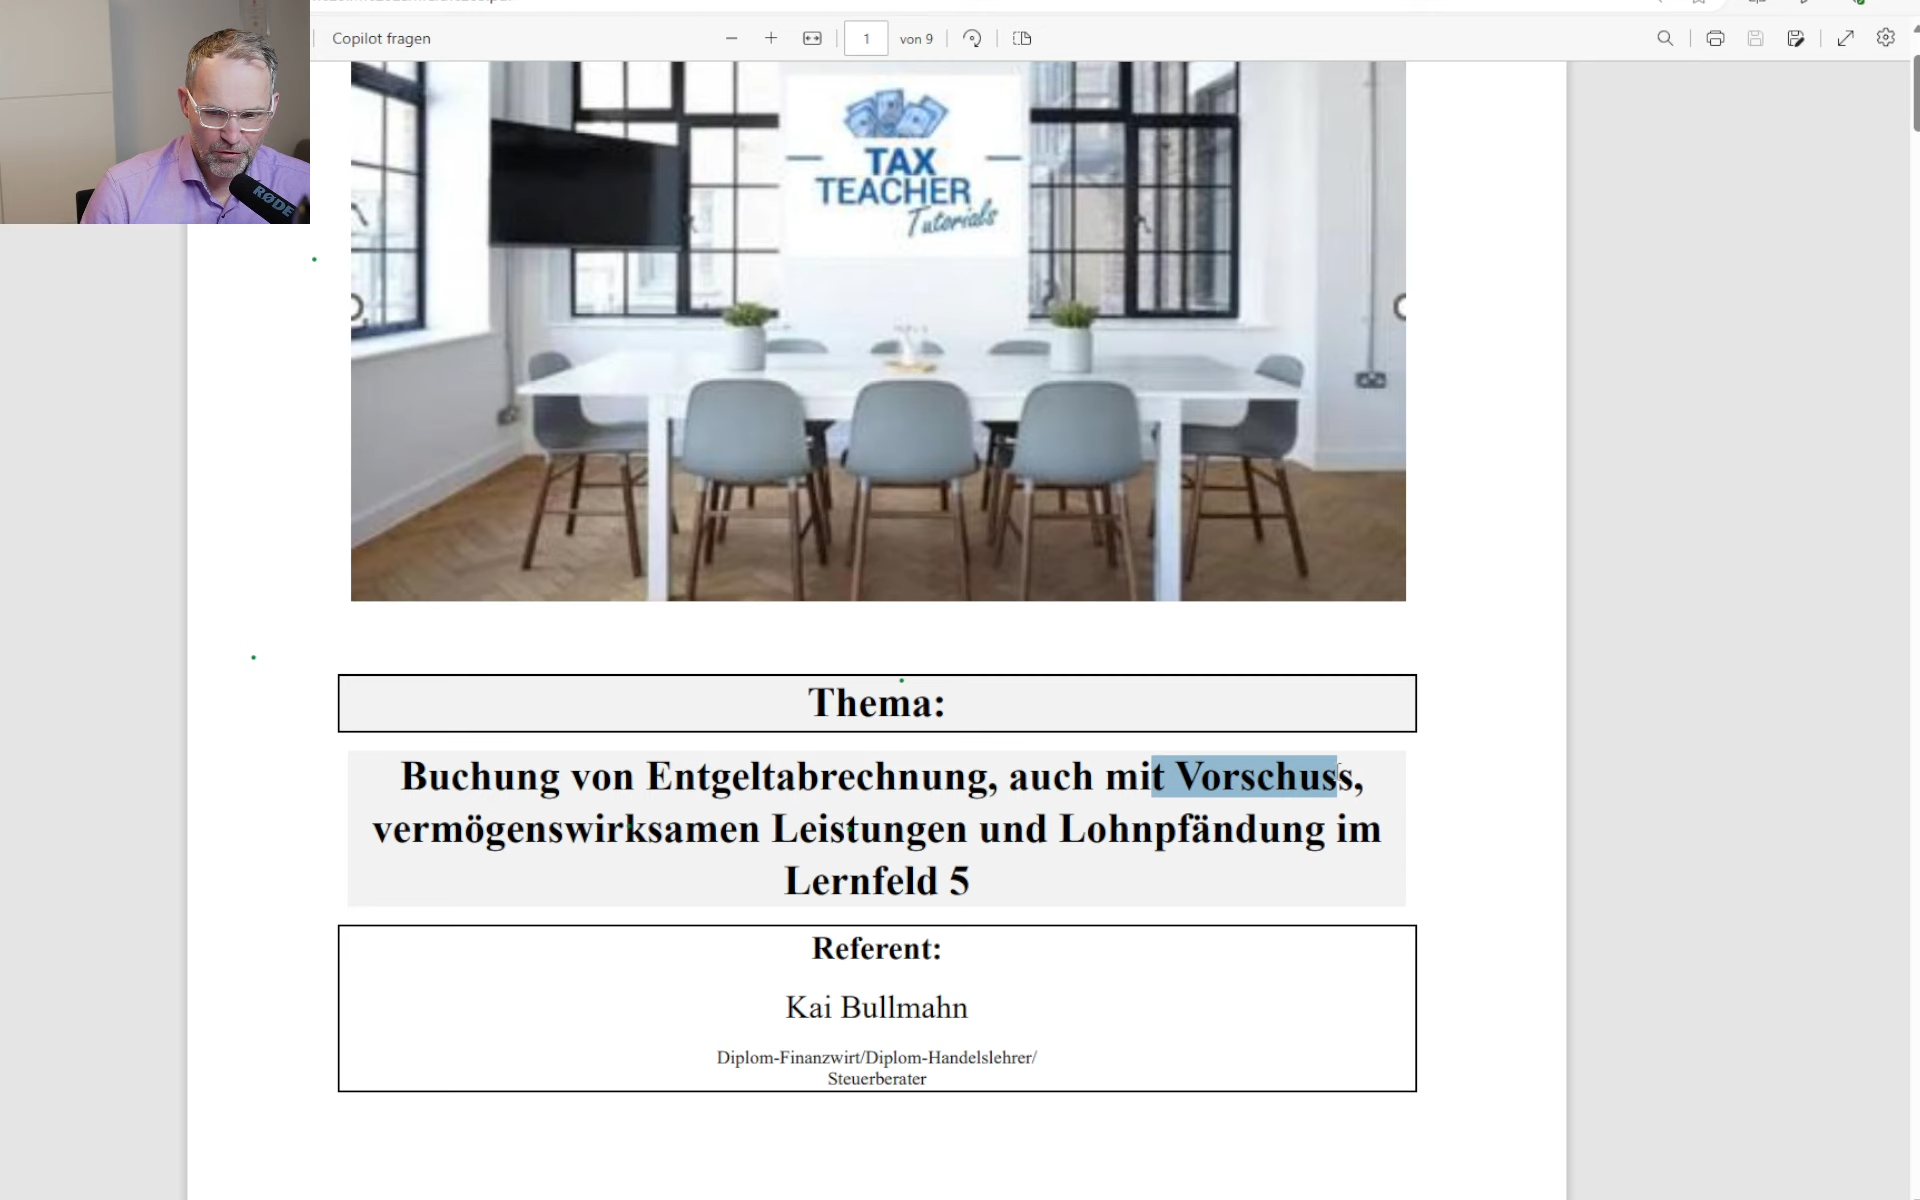 Copilot fragen
1 von 9
RØDE
TAX
TEACHER
Tutorials
Thema:
Buchung von Entgeltabrechnung, auch mit Vorschuss,
vermögenswirksamen Leistungen und Lohnpfändung im
Lernfeld 5
Referent:
Kai Bullmahn
Diplom-Finanzwirt/Diplom-Handelslehrer/
Steuerberater